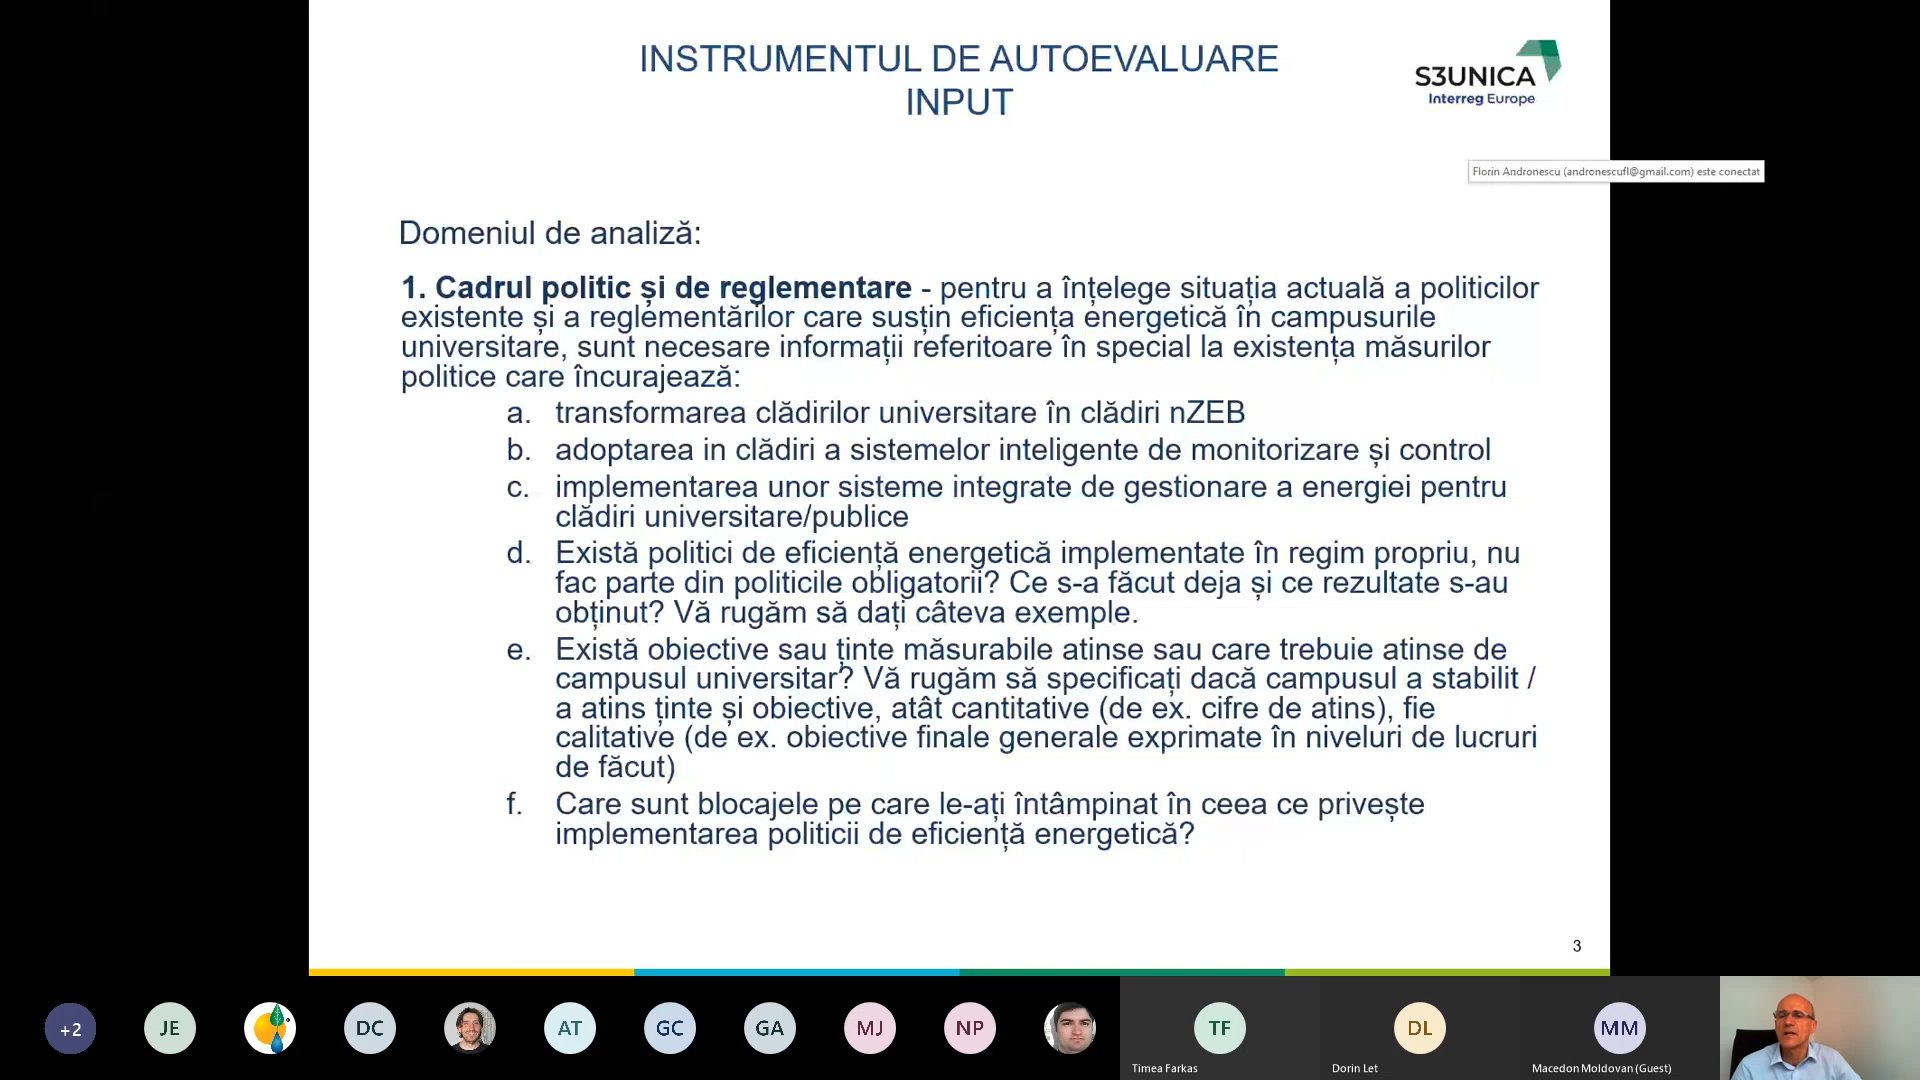 INSTRUMENTUL DE AUTOEVALUARE
INPUT
S3UNICA
Interreg Europe
Florin Andronescu (andronescufl@gmail.com) este conectat
Domeniul de analiză:
1. Cadrul politic și de reglementare - pentru a înțelege situația actuală a politicilor
existente și a reglementărilor care susțin eficiența energetică în campusurile
universitare, sunt necesare informații referitoare în special la existența măsurilor
politice care încurajează:
a. transformarea clădirilor universitare în clădiri nZEB
b. adoptarea in clădiri a sistemelor inteligente de monitorizare și control
c. implementarea unor sisteme integrate de gestionare a energiei pentru
clădiri universitare/publice
d. Există politici de eficiență energetică implementate în regim propriu, nu
fac parte din politicile obligatorii? Ce s-a făcut deja și ce rezultate s-au
obținut? Vă rugăm să dați câteva exemple.
e. Există obiective sau ținte măsurabile atinse sau care trebuie atinse de
campusul universitar? Vă rugăm să specificați dacă campusul a stabilit /
a atins ținte și obiective, atât cantitative (de ex. cifre de atins), fie
calitative (de ex. obiective finale generale exprimate în niveluri de lucruri
de făcut)
f. Care sunt blocajele pe care le-ați întâmpinat în ceea ce privește
implementarea politicii de eficiență energetică?
3
+2
JE
DC
AT
GC
GA
MJ
NP
TF
DL
MM
Timea Farkas
Dorin Let
Macedon Moldovan (Guest)